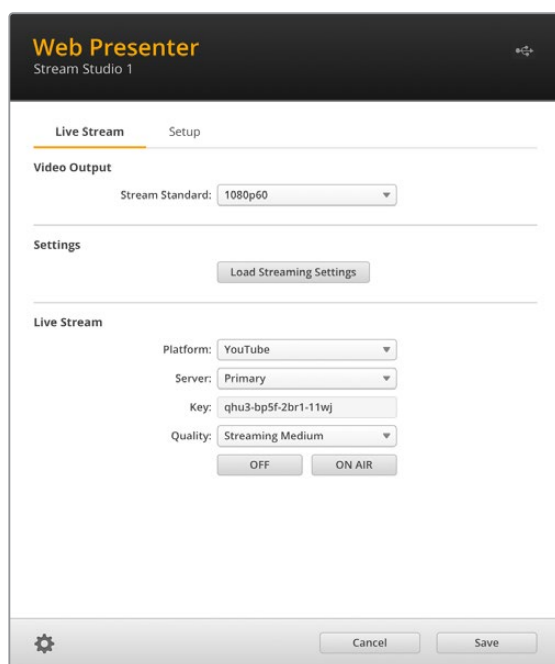 Web Presenter
Stream Studio 1
Live Stream Setup
Video Output
Stream Standard: 1080p60
Settings
Load Streaming Settings
Live Stream
Platform: YouTube
Server: Primary
Key: qhu3-bp5f-2br1-11wj
Quality: Streaming Medium
OFF ON AIR
Cancel Save